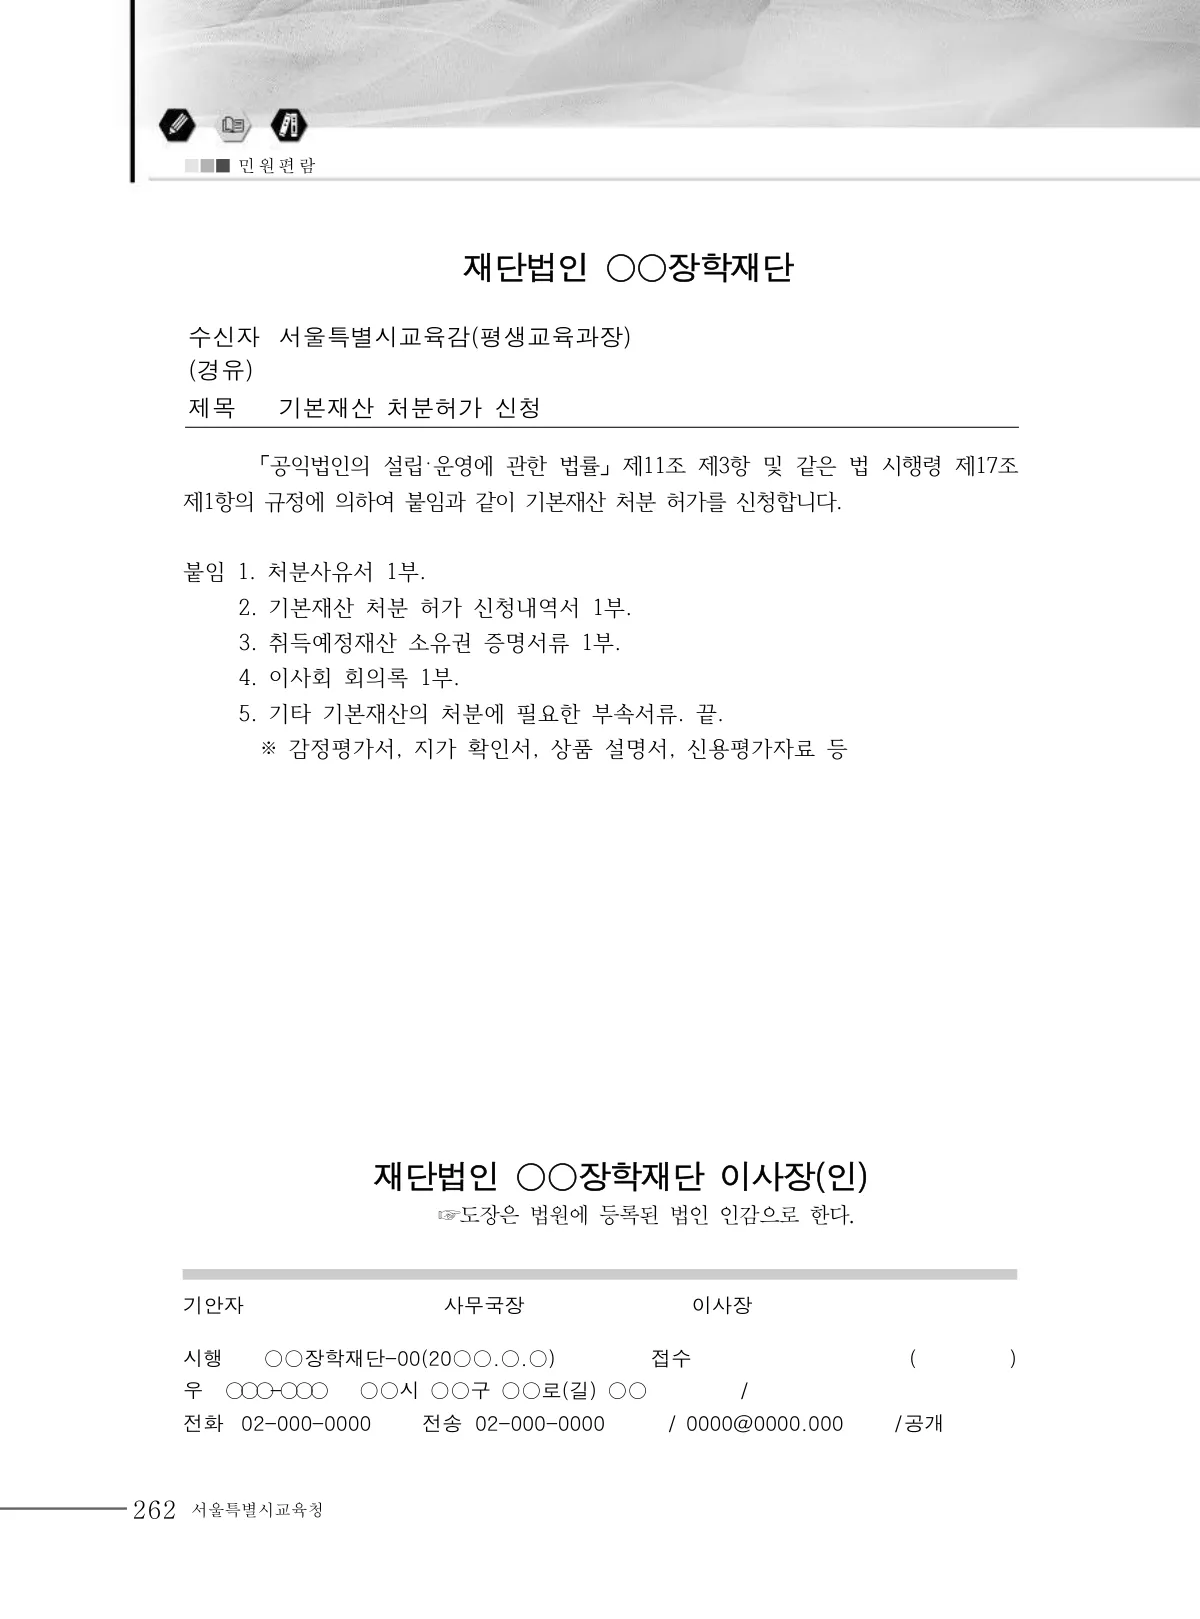 민원편람
재단법인 ○○장학재단
수신자 서울특별시교육감(평생교육과장)
(경유)
제목 기본재산 처분허가 신청
「공익법인의 설립·운영에 관한 법률」 제11조 제3항 및 같은 법 시행령 제17조
제1항의 규정에 의하여 붙임과 같이 기본재산 처분 허가를 신청합니다.
붙임 1. 처분사유서 1부.
2. 기본재산 처분 허가 신청내역서 1부.
3. 취득예정재산 소유권 증명서류 1부.
4. 이사회 회의록 1부.
5. 기타 기본재산의 처분에 필요한 부속서류. 끝.
※ 감정평가서, 지가 확인서, 상품 설명서, 신용평가자료 등
재단법인 ○○장학재단 이사장(인)
☞도장은 법원에 등록된 법인 인감으로 한다.
기안자 사무국장 이사장
시행 ○○장학재단-00(20○○.○.○) 접수 ( )
우 ○○○-○○○ ○○시 ○○구 ○○로(길) ○○ /
전화 02-000-0000 전송 02-000-0000 / 0000@0000.000 /공개
262 서울특별시교육청